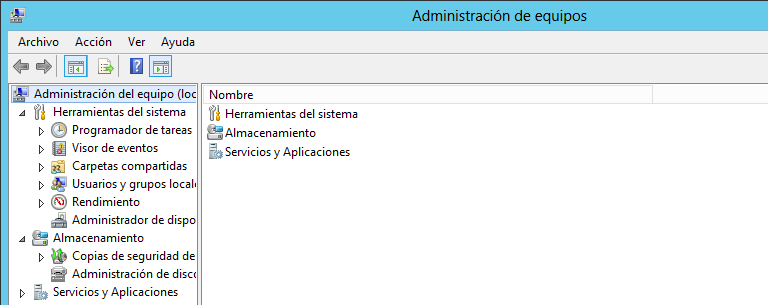 Administración de equipos
Archivo Acción Ver Ayuda
Administración del equipo (loc
Herramientas del sistema
Programador de tareas
Visor de eventos
Carpetas compartidas
Usuarios y grupos locale
Rendimiento
Administrador de dispo
Almacenamiento
Copias de seguridad de
Administración de disco
Servicios y Aplicaciones
Nombre
Herramientas del sistema
Almacenamiento
Servicios y Aplicaciones